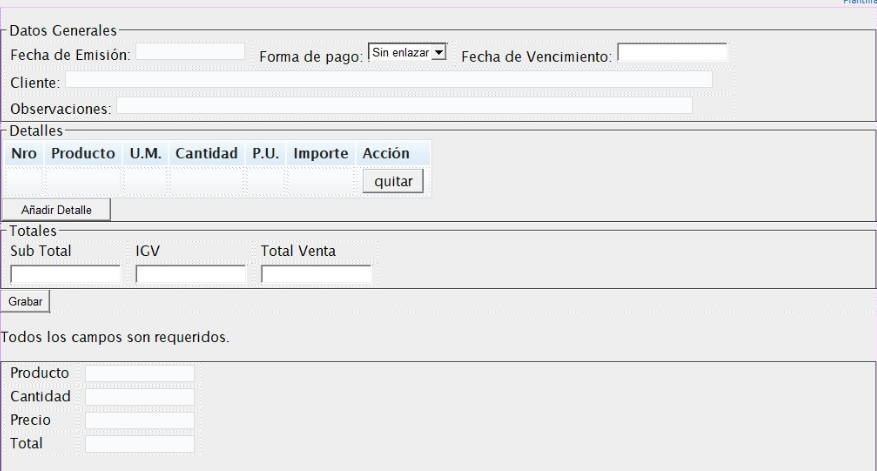 Plantilla
Datos Generales
Fecha de Emisión: Forma de pago: Sin enlazar Fecha de Vencimiento:
Cliente:
Observaciones:
Detalles
Nro Producto U.M. Cantidad P.U. Importe Acción
quitar
Añadir Detalle
Totales
Sub Total IGV Total Venta
Grabar
Todos los campos son requeridos.
Producto
Cantidad
Precio
Total